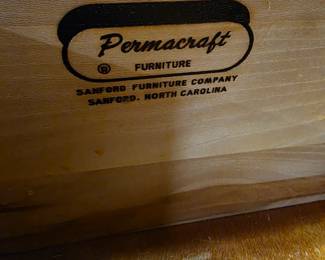 Permacraft
® FURNITURE
SANFORD FURNITURE COMPANY
SANFORD, NORTH CAROLINA